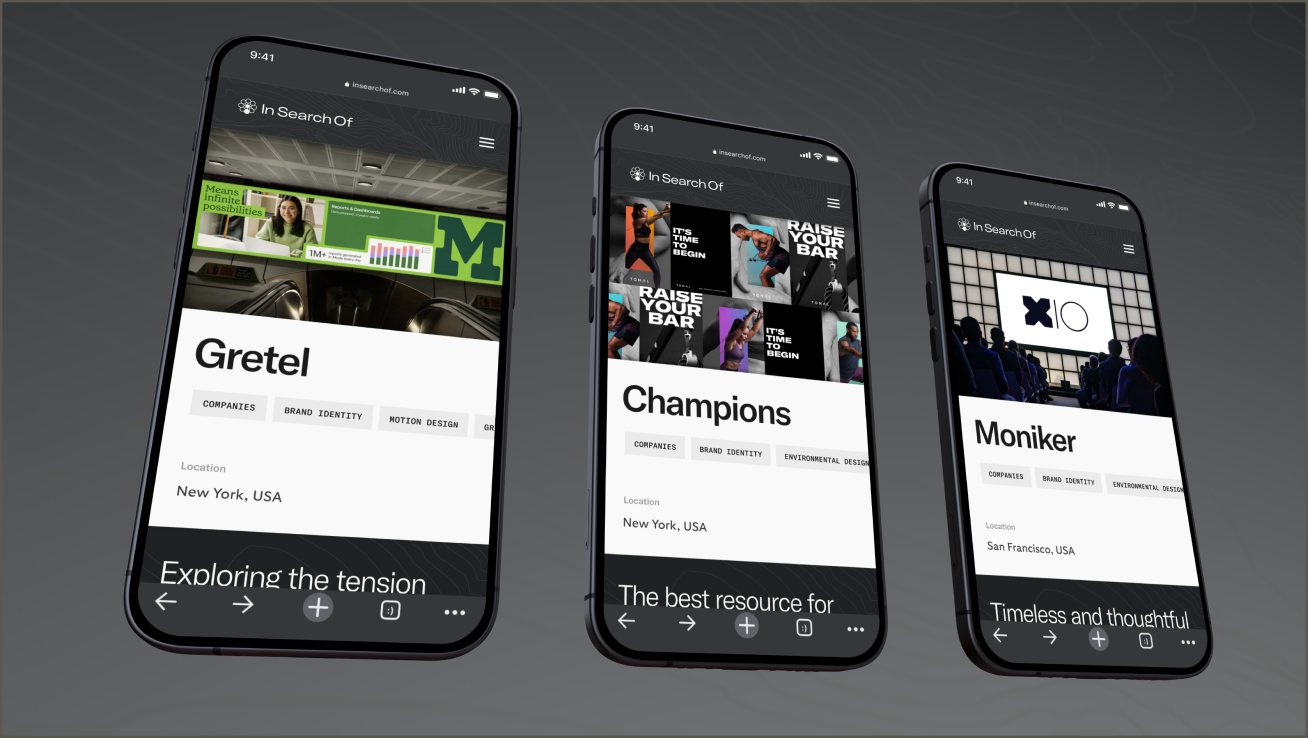 9:41
insearchof.com
In Search Of
Means
infinite
possibilities
Reports & Dashboards
1M+
M
Gretel
COMPANIES
BRAND IDENTITY
MOTION DESIGN
GR
Location
New York, USA
Exploring the tension
:)
9:41
insearchof.com
In Search Of
IT'S
TIME
TO
BEGIN
TONAL
TONAL
RAISE
YOUR
BAR
TONAL
RAISE
YOUR
BAR
IT'S
TIME
TO
BEGIN
Champions
COMPANIES
BRAND IDENTITY
ENVIRONMENTAL DESIGN
Location
New York, USA
The best resource for
:)
9:41
insearchof.com
In Search Of
X|O
Moniker
COMPANIES
BRAND IDENTITY
ENVIRONMENTAL DESIGN
Location
San Francisco, USA
Timeless and thoughtful
:)